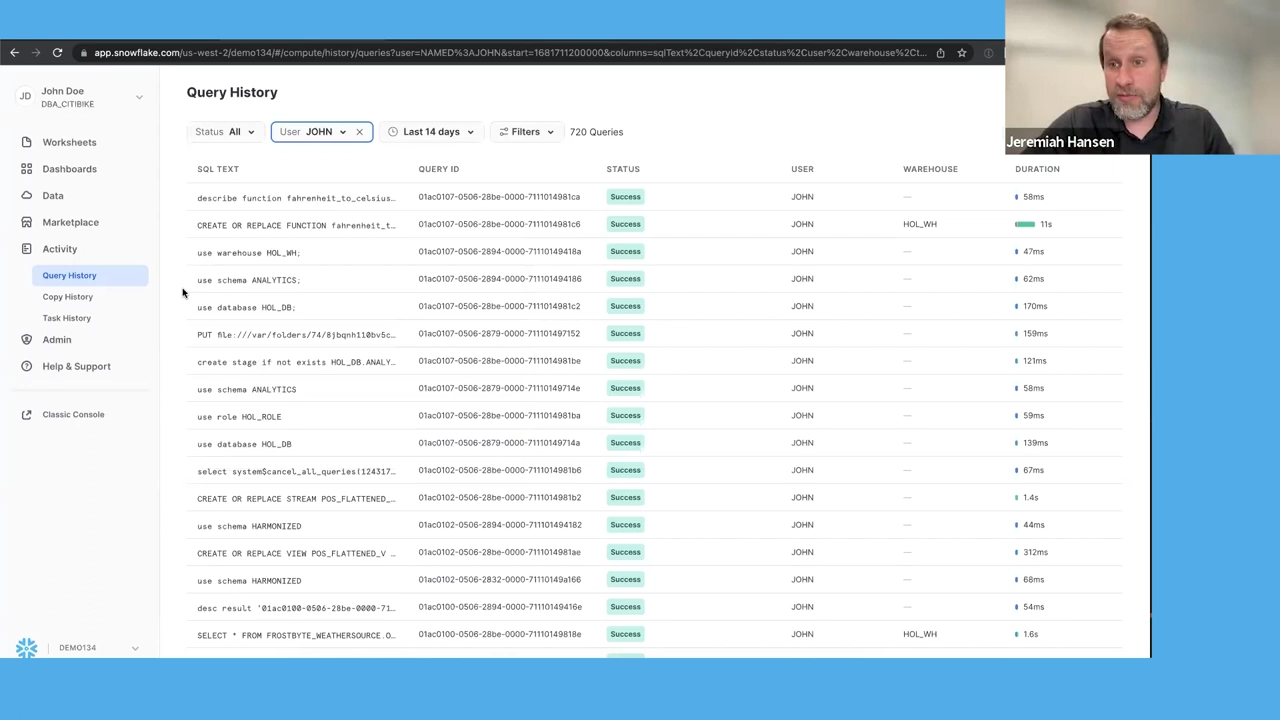 app.snowflake.com/us-west-2/demo134/#/compute/history/queries?user=NAMED%3AJOHN&start=1681711200000&columns=sqlText%2Cqueryid%2Cstatus%2Cuser%2Cwarehouse%2Ct...
Jeremiah Hansen
JD John Doe
DBA_CITIBIKE
Worksheets
Dashboards
Data
Marketplace
Activity
Query History
Copy History
Task History
Admin
Help & Support
Classic Console
DEMO134
Query History
Status All User JOHN Last 14 days Filters 720 Queries
SQL TEXT QUERY ID STATUS USER WAREHOUSE DURATION
describe function fahrenheit_to_celsius... 01ac0107-0506-28be-0000-7111014981ca Success JOHN — 58ms
CREATE OR REPLACE FUNCTION fahrenheit_t... 01ac0107-0506-28be-0000-7111014981c6 Success JOHN HOL_WH 11s
use warehouse HOL_WH; 01ac0107-0506-2894-0000-71110149418a Success JOHN — 47ms
use schema ANALYTICS; 01ac0107-0506-2894-0000-711101494186 Success JOHN — 62ms
use database HOL_DB; 01ac0107-0506-28be-0000-7111014981c2 Success JOHN — 170ms
PUT file:///var/folders/74/8jbqnh110bv5c... 01ac0107-0506-2879-0000-711101497152 Success JOHN — 159ms
create stage if not exists HOL_DB.ANALY... 01ac0107-0506-28be-0000-7111014981be Success JOHN — 121ms
use schema ANALYTICS 01ac0107-0506-2879-0000-71110149714e Success JOHN — 58ms
use role HOL_ROLE 01ac0107-0506-28be-0000-7111014981ba Success JOHN — 59ms
use database HOL_DB 01ac0107-0506-2879-0000-71110149714a Success JOHN — 139ms
select system$cancel_all_queries(124317... 01ac0102-0506-28be-0000-7111014981b6 Success JOHN — 67ms
CREATE OR REPLACE STREAM POS_FLATTENED_... 01ac0102-0506-28be-0000-7111014981b2 Success JOHN — 1.4s
use schema HARMONIZED 01ac0102-0506-2894-0000-711101494182 Success JOHN — 44ms
CREATE OR REPLACE VIEW POS_FLATTENED_V ... 01ac0102-0506-28be-0000-7111014981ae Success JOHN — 312ms
use schema HARMONIZED 01ac0102-0506-2832-0000-71110149a166 Success JOHN — 68ms
desc result '01ac0100-0506-28be-0000-71... 01ac0100-0506-2894-0000-71110149416e Success JOHN — 54ms
SELECT * FROM FROSTBYTE_WEATHERSOURCE.O... 01ac0100-0506-28be-0000-71110149818e Success JOHN HOL_WH 1.6s